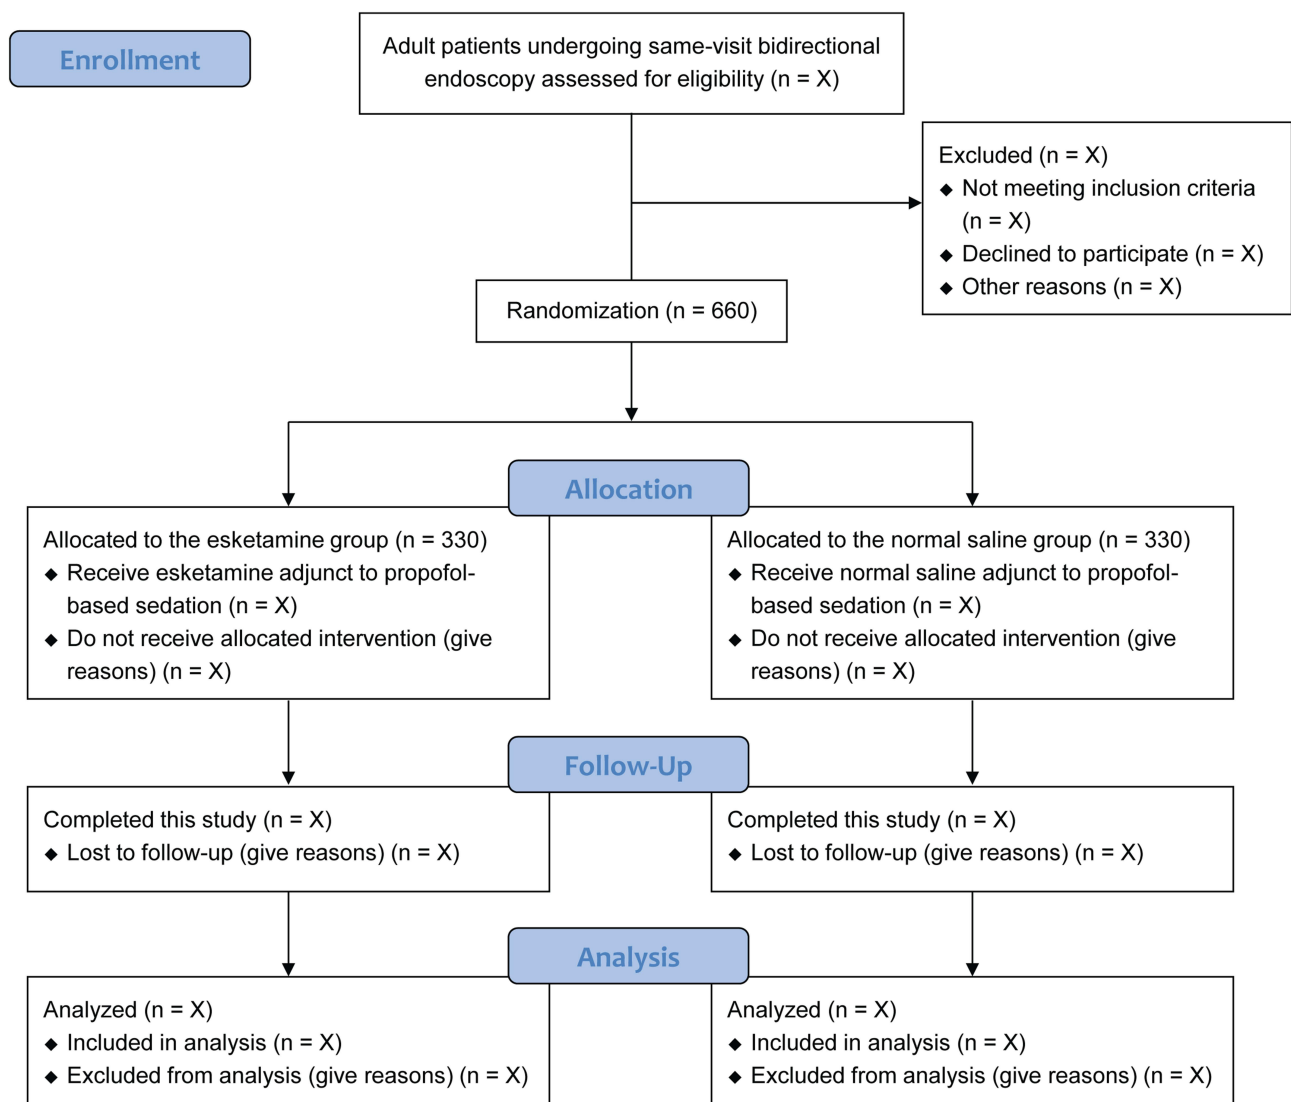 Enrollment
Adult patients undergoing same-visit bidirectional
endoscopy assessed for eligibility (n = X)
Excluded (n = X)
◆ Not meeting inclusion criteria
(n = X)
◆ Declined to participate (n = X)
◆ Other reasons (n = X)
Randomization (n = 660)
Allocation
Allocated to the esketamine group (n = 330)
◆ Receive esketamine adjunct to propofol-
based sedation (n = X)
◆ Do not receive allocated intervention (give
reasons) (n = X)
Allocated to the normal saline group (n = 330)
◆ Receive normal saline adjunct to propofol-
based sedation (n = X)
◆ Do not receive allocated intervention (give
reasons) (n = X)
Follow-Up
Completed this study (n = X)
◆ Lost to follow-up (give reasons) (n = X)
Completed this study (n = X)
◆ Lost to follow-up (give reasons) (n = X)
Analysis
Analyzed (n = X)
◆ Included in analysis (n = X)
◆ Excluded from analysis (give reasons) (n = X)
Analyzed (n = X)
◆ Included in analysis (n = X)
◆ Excluded from analysis (give reasons) (n = X)